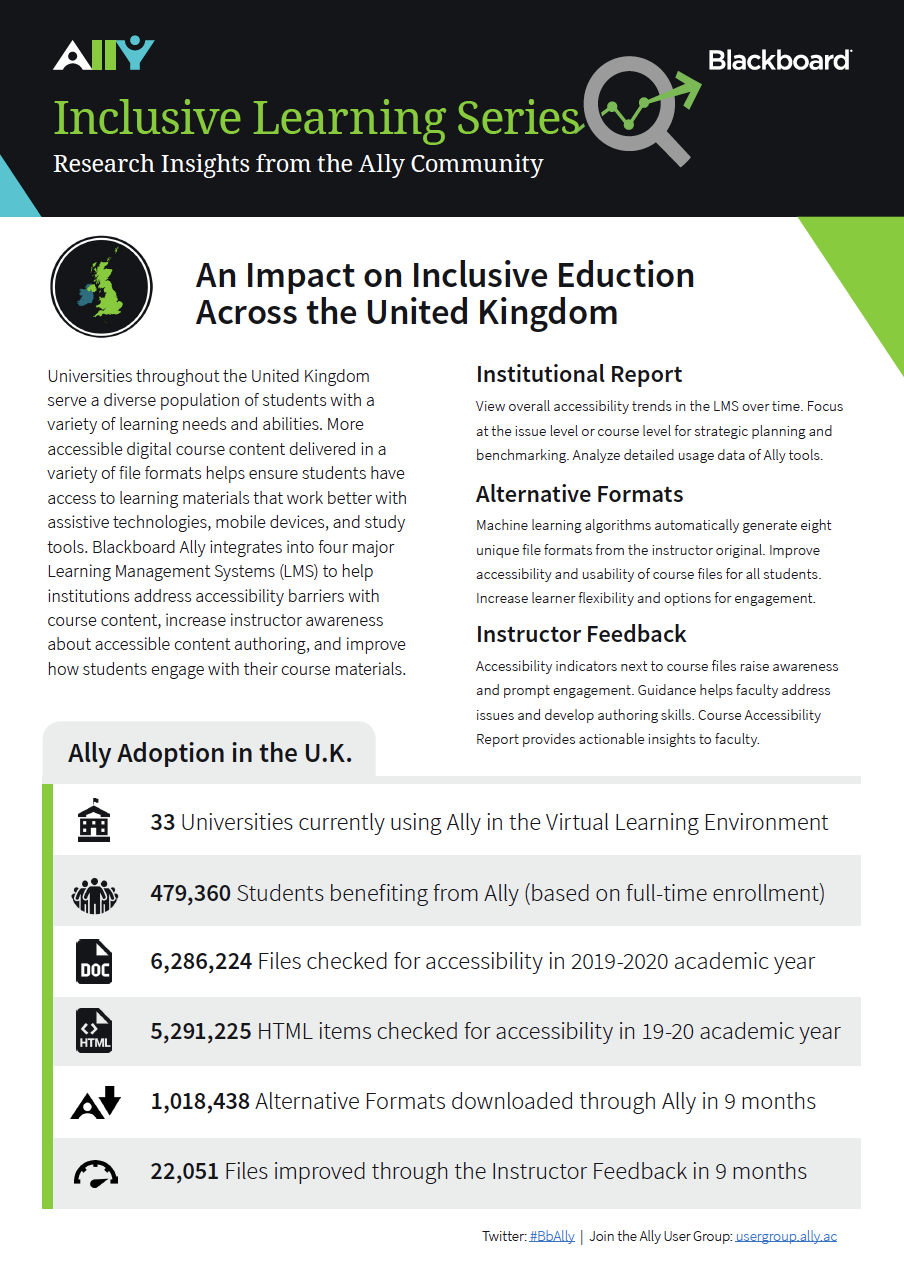 Ally
Blackboard
Inclusive Learning Series
Research Insights from the Ally Community
An Impact on Inclusive Eduction
Across the United Kingdom
Universities throughout the United Kingdom
serve a diverse population of students with a
variety of learning needs and abilities. More
accessible digital course content delivered in a
variety of file formats helps ensure students have
access to learning materials that work better with
assistive technologies, mobile devices, and study
tools. Blackboard Ally integrates into four major
Learning Management Systems (LMS) to help
institutions address accessibility barriers with
course content, increase instructor awareness
about accessible content authoring, and improve
how students engage with their course materials.
Institutional Report
View overall accessibility trends in the LMS over time. Focus
at the issue level or course level for strategic planning and
benchmarking. Analyze detailed usage data of Ally tools.
Alternative Formats
Machine learning algorithms automatically generate eight
unique file formats from the instructor original. Improve
accessibility and usability of course files for all students.
Increase learner flexibility and options for engagement.
Instructor Feedback
Accessibility indicators next to course files raise awareness
and prompt engagement. Guidance helps faculty address
issues and develop authoring skills. Course Accessibility
Report provides actionable insights to faculty.
Ally Adoption in the U.K.
33 Universities currently using Ally in the Virtual Learning Environment
479,360 Students benefiting from Ally (based on full-time enrollment)
DOC
6,286,224 Files checked for accessibility in 2019-2020 academic year
<> HTML
5,291,225 HTML items checked for accessibility in 19-20 academic year
1,018,438 Alternative Formats downloaded through Ally in 9 months
22,051 Files improved through the Instructor Feedback in 9 months
Twitter: #BbAlly | Join the Ally User Group: usergroup.ally.ac